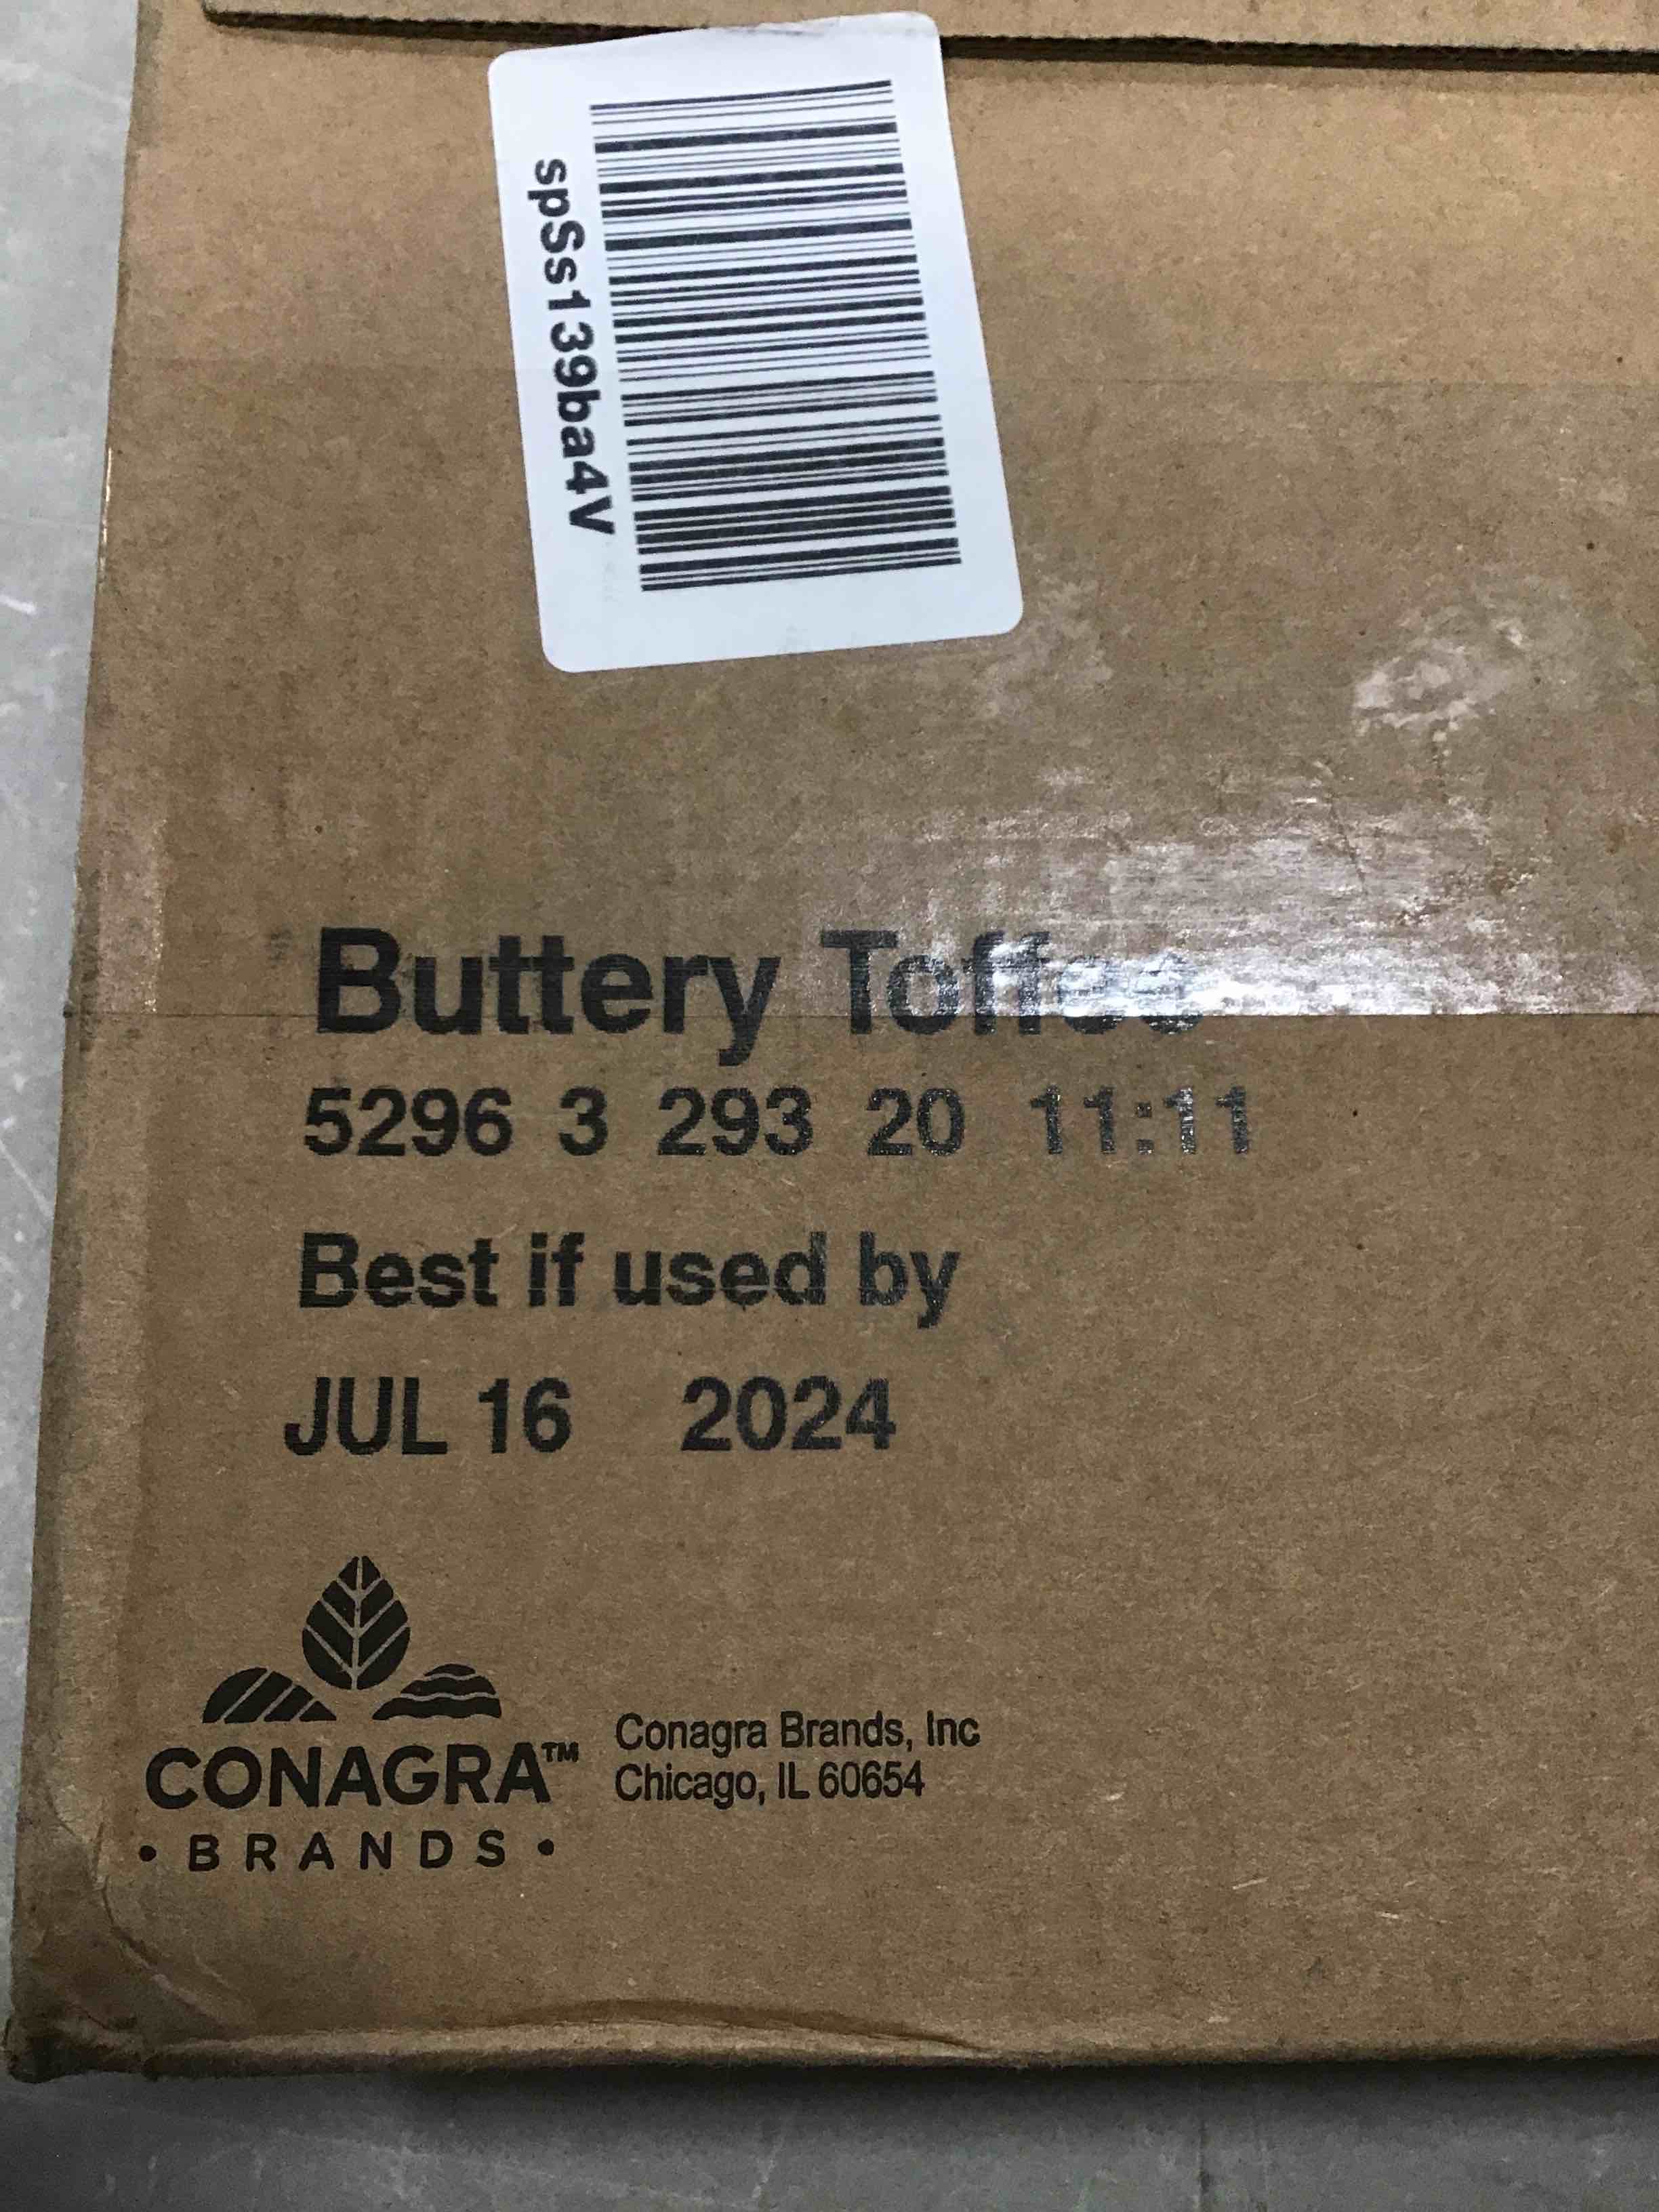 spSs139ba4V
Buttery Toffee
5296 3 293 20 11:11
Best if used by
JUL 16 2024
CONAGRA™
• BRANDS •
Conagra Brands, Inc
Chicago, IL 60654